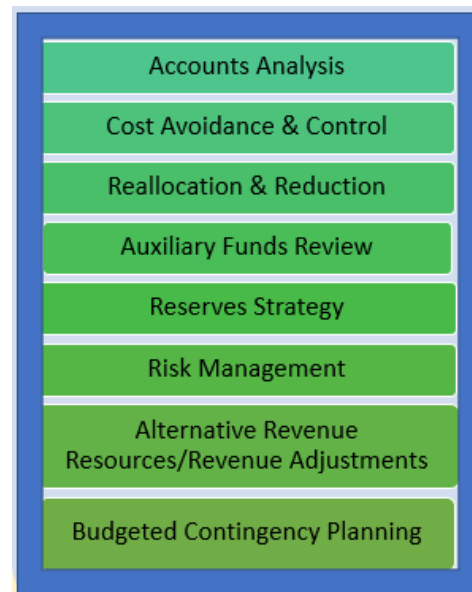 Accounts Analysis
Cost Avoidance & Control
Reallocation & Reduction
Auxiliary Funds Review
Reserves Strategy
Risk Management
Alternative Revenue
Resources/Revenue Adjustments
Budgeted Contingency Planning